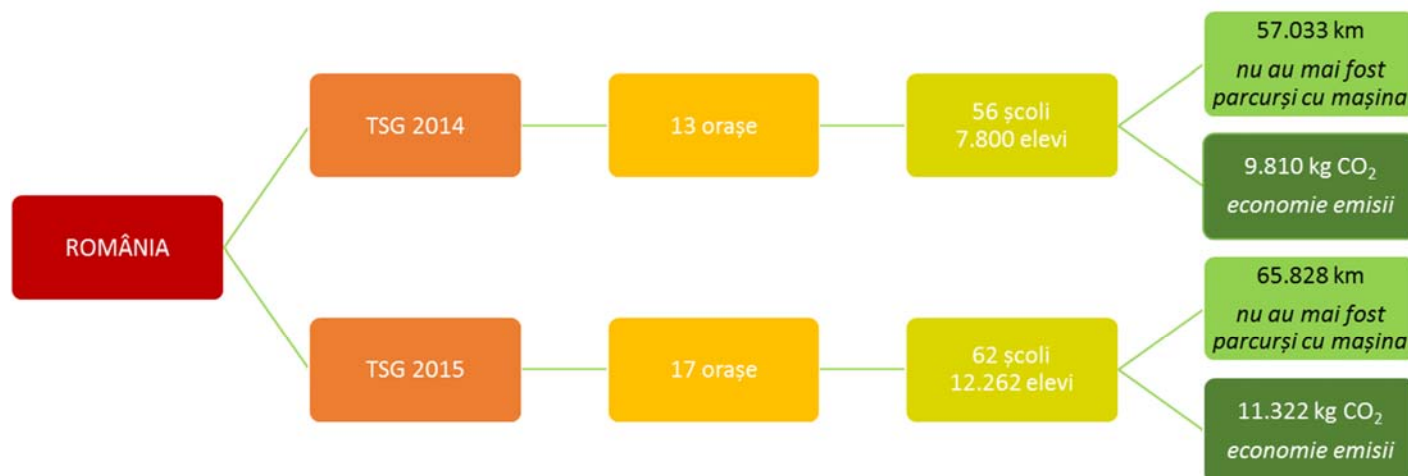 ROMÂNIA
TSG 2014
13 orașe
56 școli
7.800 elevi
57.033 km
nu au mai fost
parcurși cu mașina
9.810 kg CO₂
economie emisii
TSG 2015
17 orașe
62 școli
12.262 elevi
65.828 km
nu au mai fost
parcurși cu mașina
11.322 kg CO₂
economie emisii